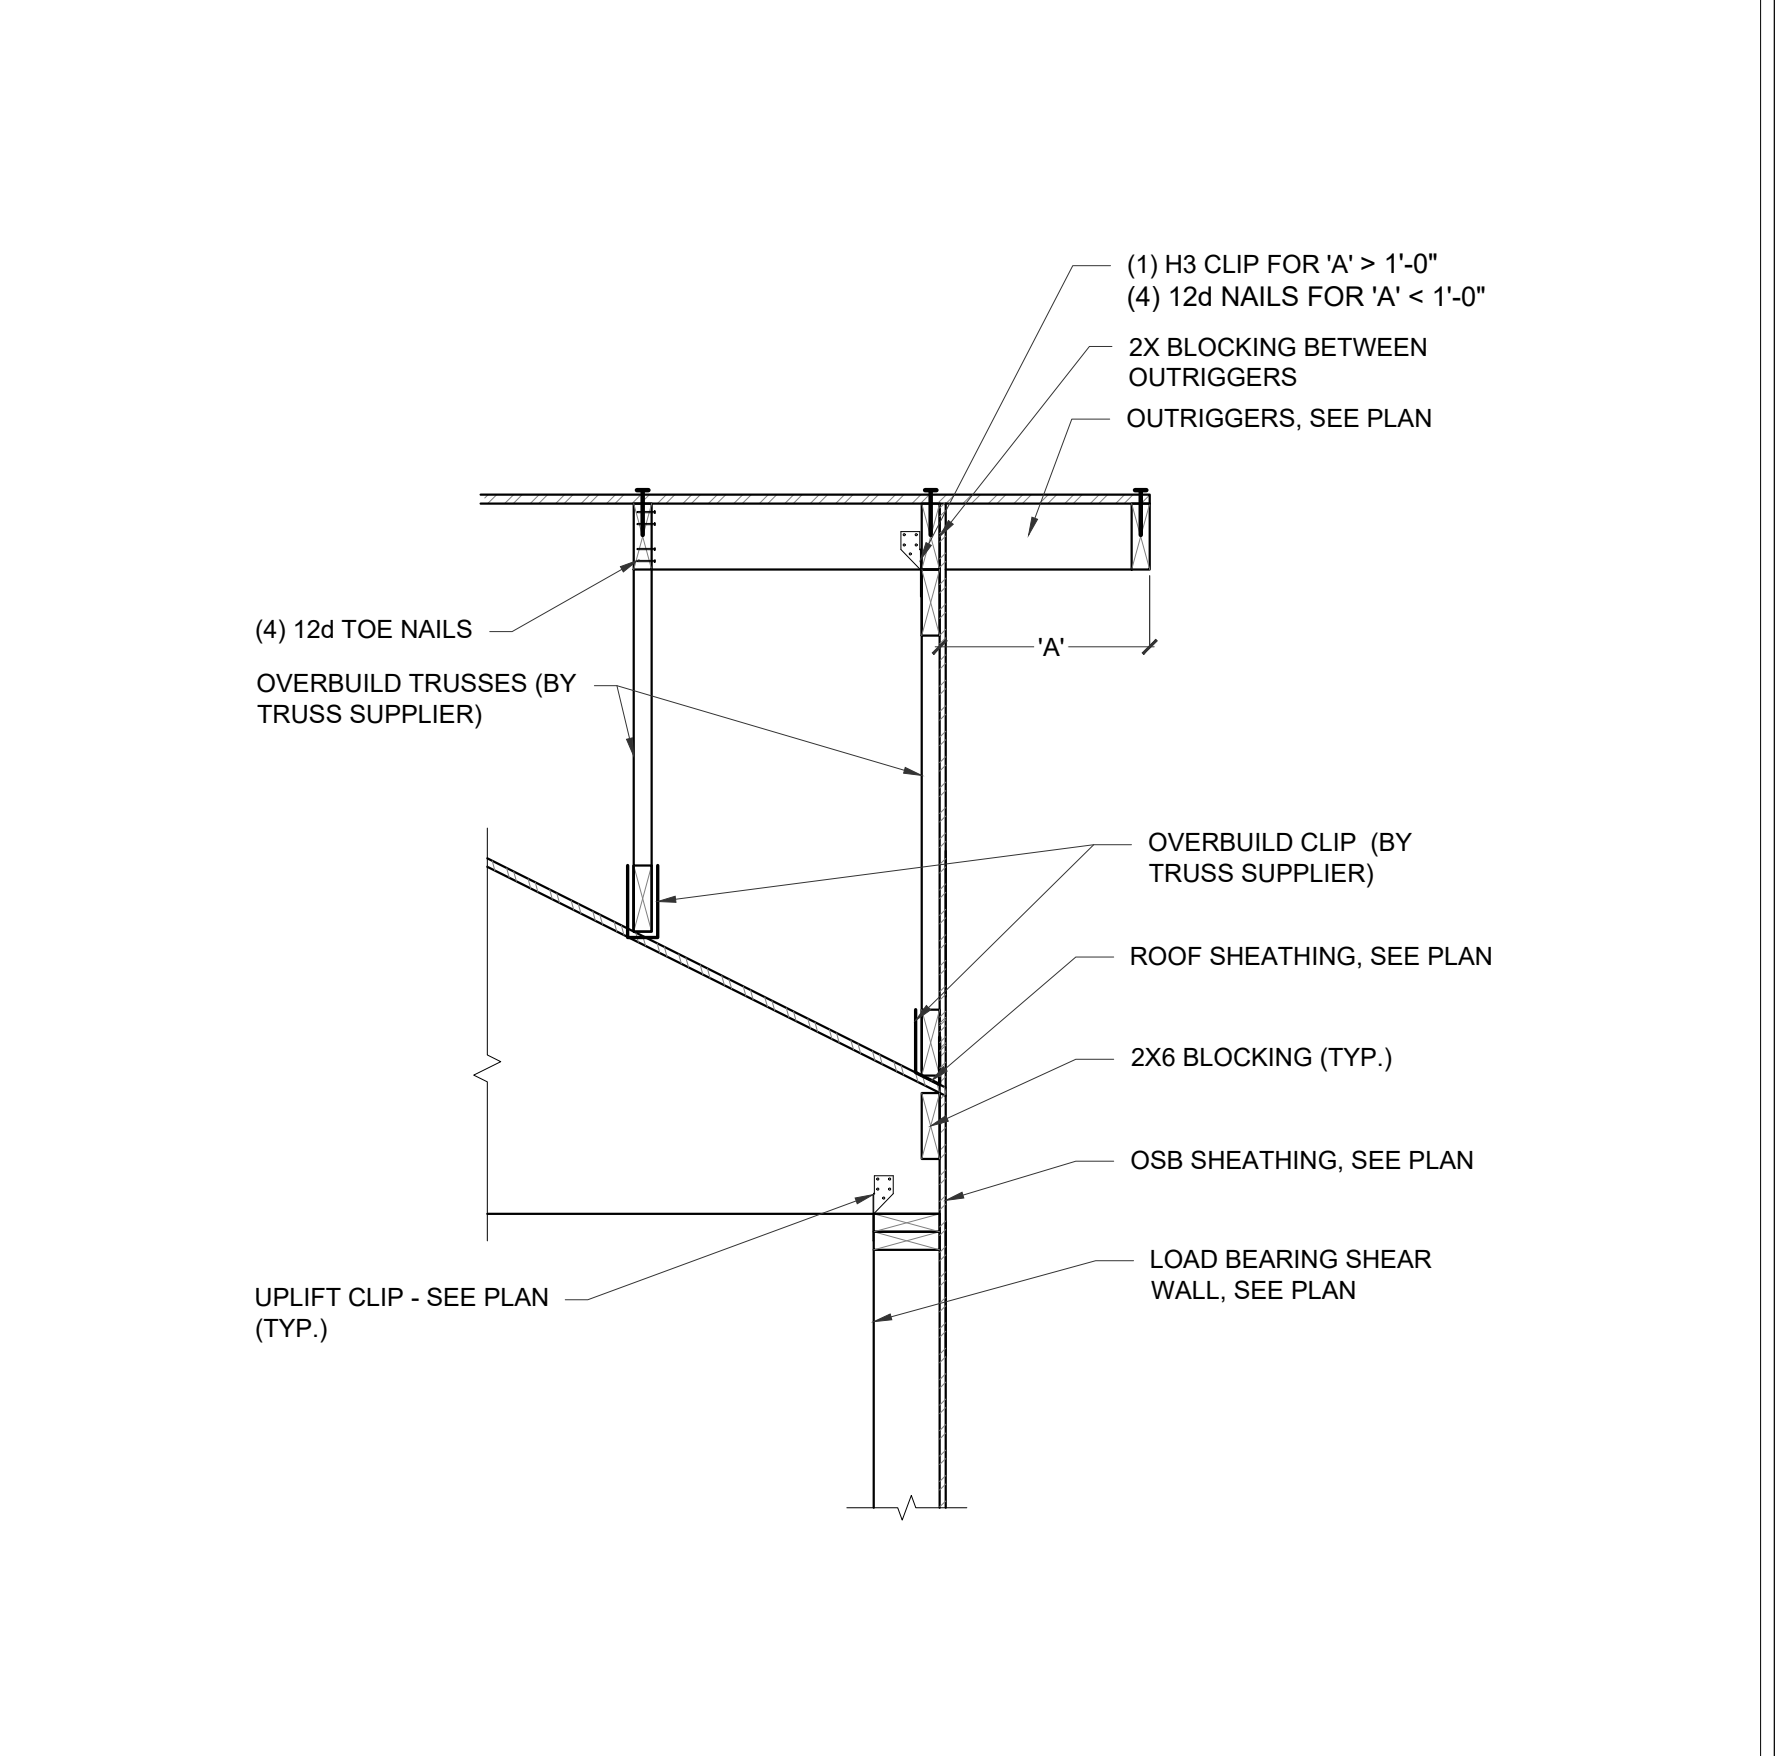 (1) H3 CLIP FOR 'A' > 1'-0"
(4) 12d NAILS FOR 'A' < 1'-0"
2X BLOCKING BETWEEN
OUTRIGGERS
OUTRIGGERS, SEE PLAN
(4) 12d TOE NAILS
'A'
OVERBUILD TRUSSES (BY
TRUSS SUPPLIER)
OVERBUILD CLIP (BY
TRUSS SUPPLIER)
ROOF SHEATHING, SEE PLAN
2X6 BLOCKING (TYP.)
OSB SHEATHING, SEE PLAN
LOAD BEARING SHEAR
WALL, SEE PLAN
UPLIFT CLIP - SEE PLAN
(TYP.)